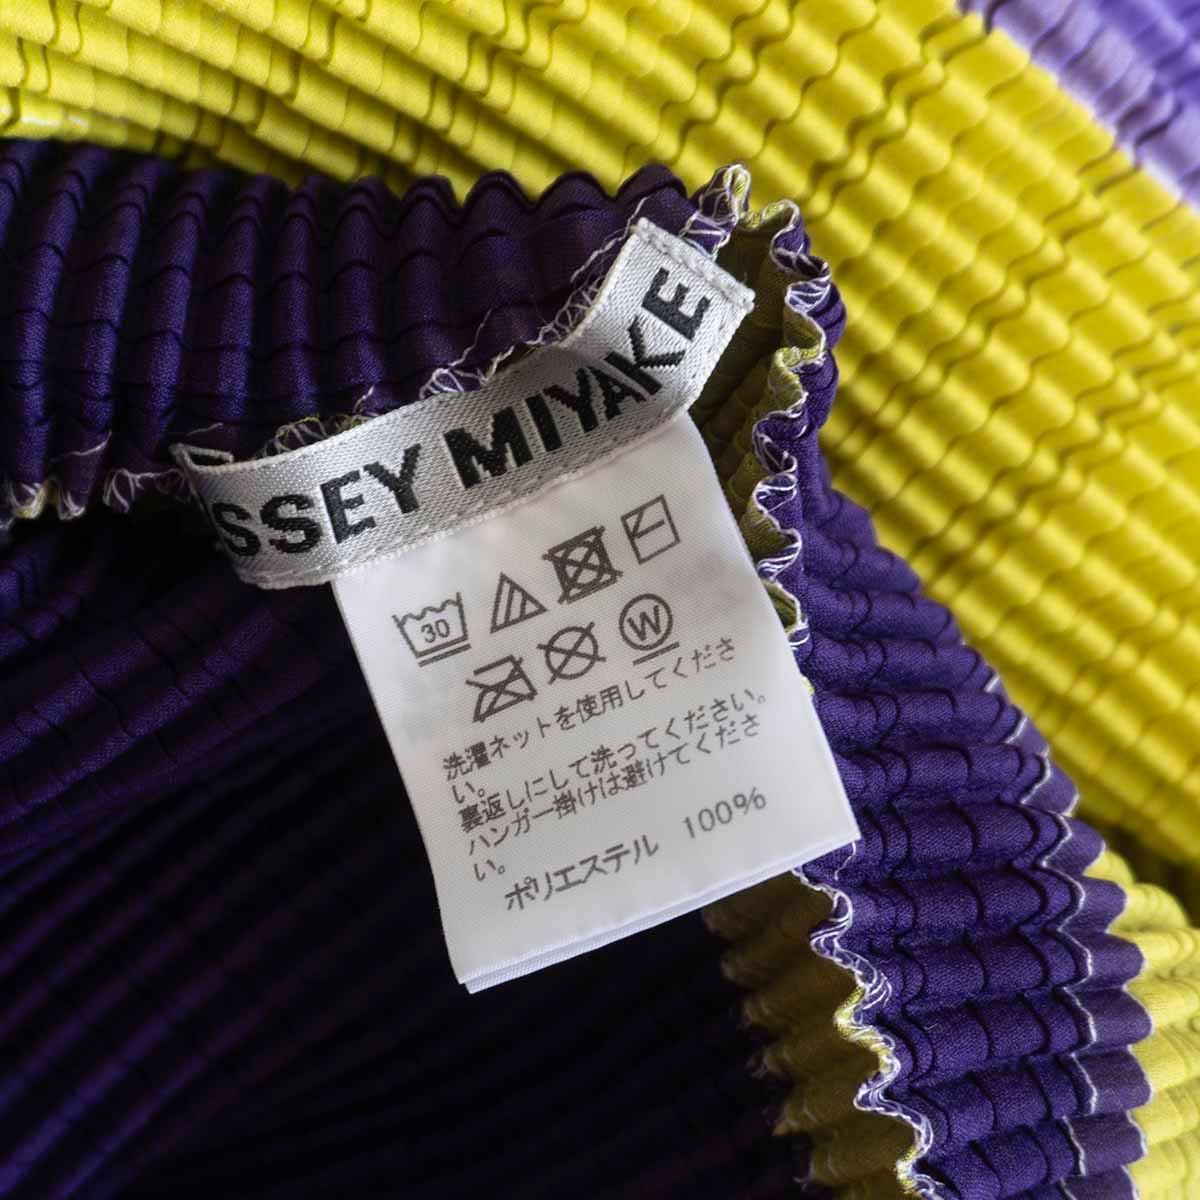 ISSEY MIYAKE
30
W
洗濯ネットを使用してくださ
い。
裏返しにして洗ってください。
ハンガー掛けは避けてくださ
い。
ポリエステル 100%